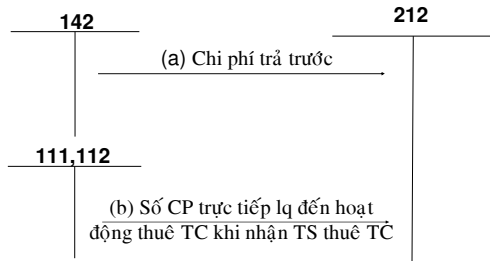 142
212
(a) Chi phí trả trước
111,112
(b) Số CP trực tiếp lq đến hoạt
động thuê TC khi nhận TS thuê TC